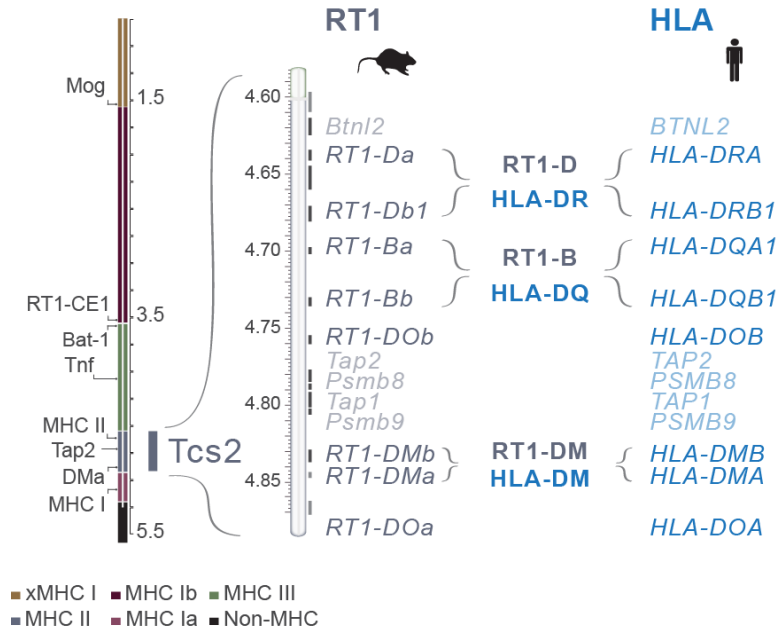 RT1
HLA
Mog
1.5
RT1-CE1
3.5
Bat-1
Tnf
MHC II
Tap2
DMa
MHC I
5.5
Tcs2
4.60
4.65
4.70
4.75
4.80
4.85
Btnl2
RT1-Da
RT1-Db1
RT1-Ba
RT1-Bb
RT1-DOb
Tap2
Psmb8
Tap1
Psmb9
RT1-DMb
RT1-DMa
RT1-DOa
RT1-D
HLA-DR
RT1-B
HLA-DQ
RT1-DM
HLA-DM
BTNL2
HLA-DRA
HLA-DRB1
HLA-DQA1
HLA-DQB1
HLA-DOB
TAP2
PSMB8
TAP1
PSMB9
HLA-DMB
HLA-DMA
HLA-DOA
xMHC I MHC Ib MHC III
MHC II MHC Ia Non-MHC